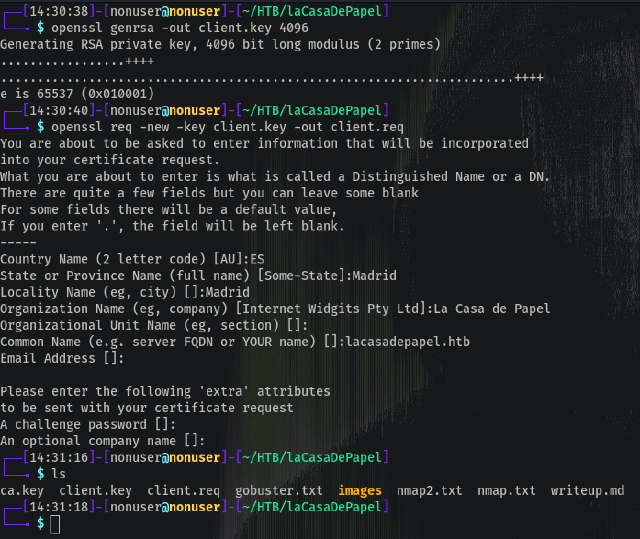 ┌──[14:30:38]-[nonuser@nonuser]-[~/HTB/laCasaDePapel]
└──╼ $ openssl genrsa -out client.key 4096
Generating RSA private key, 4096 bit long modulus (2 primes)
.................++++
.......................................................................++++
e is 65537 (0x010001)
┌──[14:30:40]-[nonuser@nonuser]-[~/HTB/laCasaDePapel]
└──╼ $ openssl req -new -key client.key -out client.req
You are about to be asked to enter information that will be incorporated
into your certificate request.
What you are about to enter is what is called a Distinguished Name or a DN.
There are quite a few fields but you can leave some blank
For some fields there will be a default value,
If you enter '.', the field will be left blank.
-----
Country Name (2 letter code) [AU]:ES
State or Province Name (full name) [Some-State]:Madrid
Locality Name (eg, city) []:Madrid
Organization Name (eg, company) [Internet Widgits Pty Ltd]:La Casa de Papel
Organizational Unit Name (eg, section) []:
Common Name (e.g. server FQDN or YOUR name) []:lacasadepapel.htb
Email Address []:

Please enter the following 'extra' attributes
to be sent with your certificate request
A challenge password []:
An optional company name []:
┌──[14:31:16]-[nonuser@nonuser]-[~/HTB/laCasaDePapel]
└──╼ $ ls
ca.key  client.key  client.req  gobuster.txt  images  nmap2.txt  nmap.txt  writeup.md
┌──[14:31:18]-[nonuser@nonuser]-[~/HTB/laCasaDePapel]
└──╼ $